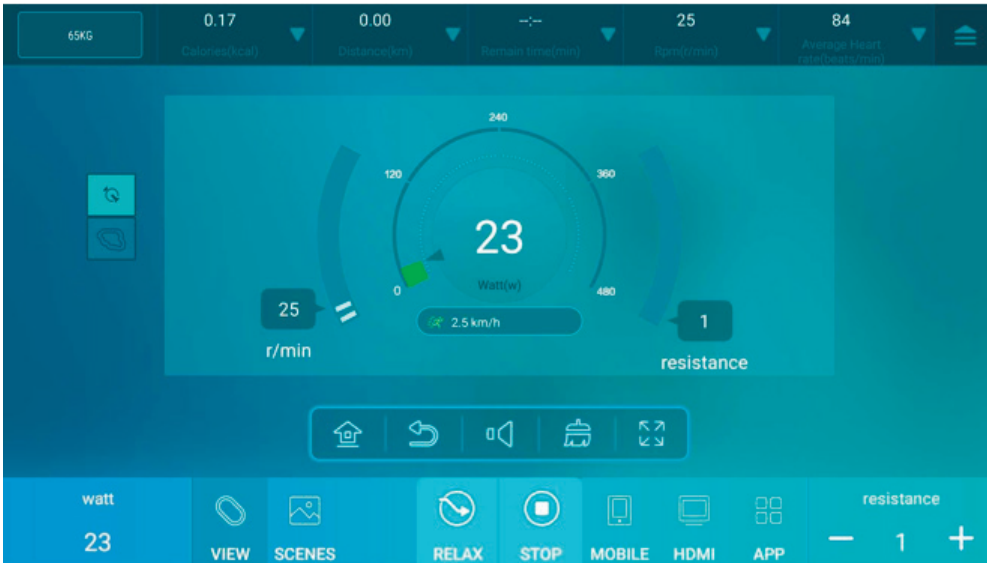 65KG
0.17
Calories(kcal)
0.00
Distance(km)
--:--
Remain time(min)
25
Rpm(r/min)
84
Average Heart
rate(beats/min)
240
120
360
23
Watt(w)
0
480
2.5 km/h
25
r/min
1
resistance
watt
23
VIEW
SCENES
RELAX
STOP
MOBILE
HDMI
APP
resistance
— 1 +